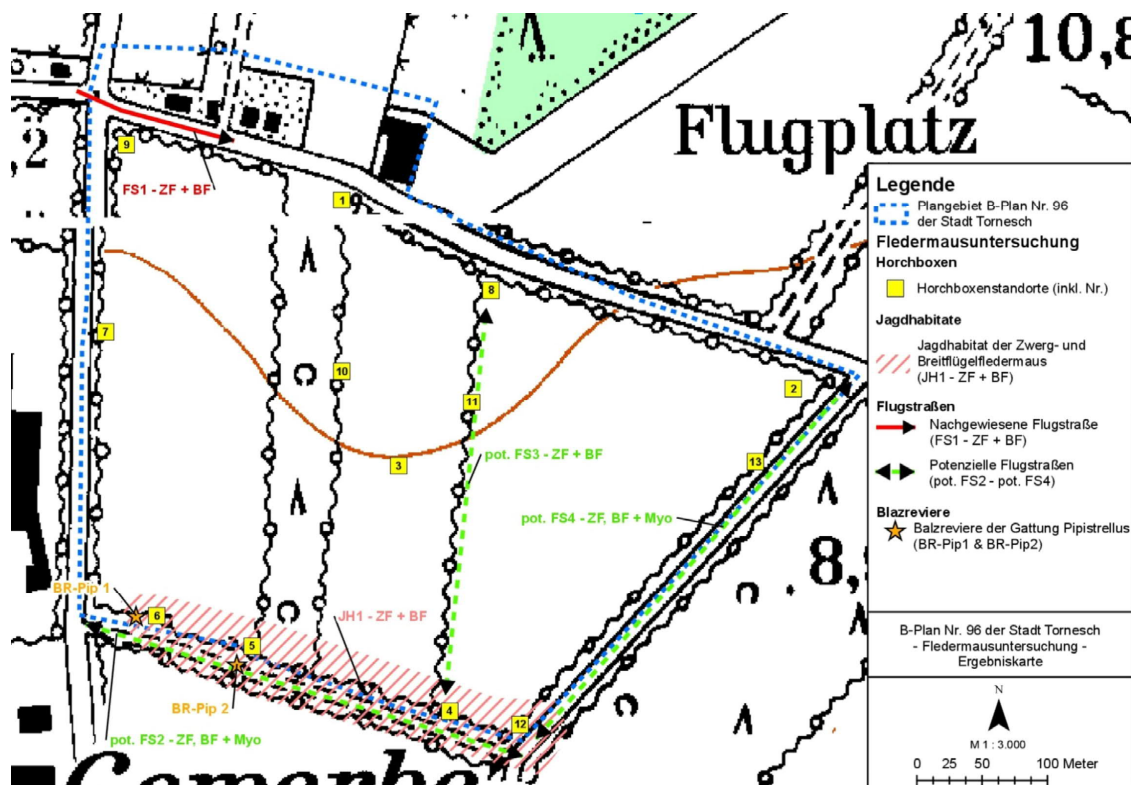 10,8
Flugplatz
,2
9
FS1 - ZF + BF
1
8
7
10
2
11
3
pot. FS3 - ZF + BF
13
pot. FS4 - ZF, BF + Myo
8,
BR-Pip 1
6
JH1 - ZF + BF
5
BR-Pip 2
4
12
pot. FS2 - ZF, BF + Myo
Legende
Plangebiet B-Plan Nr. 96
der Stadt Tornesch
Fledermausuntersuchung
Horchboxen
Horchboxenstandorte (inkl. Nr.)
Jagdhabitate
Jagdhabitat der Zwerg- und
Breitflügelfledermaus
(JH1 - ZF + BF)
Flugstraßen
Nachgewiesene Flugstraße
(FS1 - ZF + BF)
Potenzielle Flugstraßen
(pot. FS2 - pot. FS4)
Blazreviere
Balzreviere der Gattung Pipistrellus
(BR-Pip1 & BR-Pip2)
B-Plan Nr. 96 der Stadt Tornesch
- Fledermausuntersuchung -
Ergebniskarte
N
M 1 : 3.000
0 25 50 100 Meter